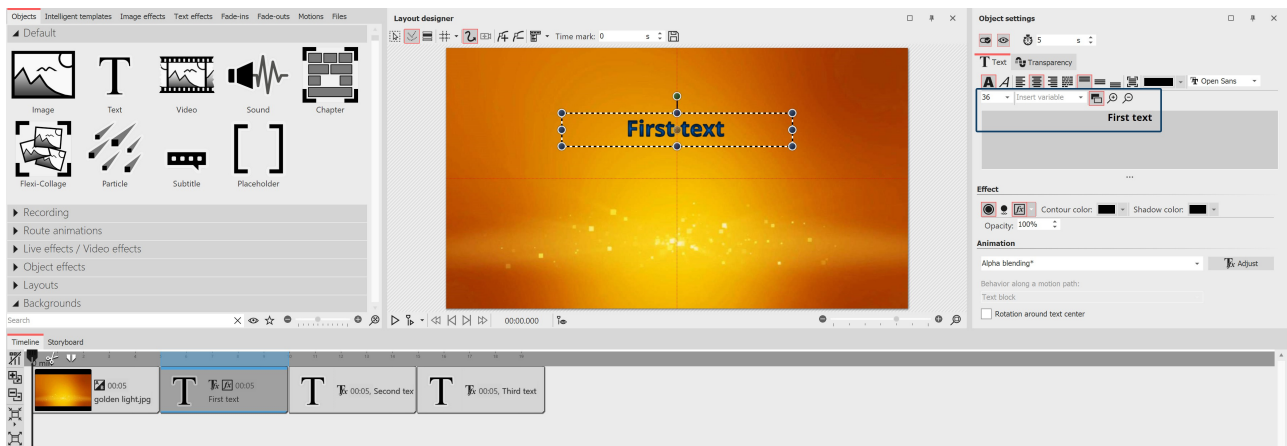 Objects Intelligent templates Image effects Text effects Fade-ins Fade-outs Motions Files
Default
Image Text Video Sound Chapter
Flexi-Collage Particle Subtitle Placeholder
Recording
Route animations
Live effects / Video effects
Object effects
Layouts
Backgrounds
Search
Layout designer
Time mark: 0 s
First text
00:00.000
Object settings
5 s
Text Transparency
Open Sans
36 Insert variable
First text
Effect
Contour color: Shadow color:
Opacity: 100%
Animation
Alpha blending* Adjust
Behavior along a motion path:
Text block
Rotation around text center
Timeline Storyboard
00:05
golden light.jpg
00:05
First text
00:05, Second tex
00:05, Third text